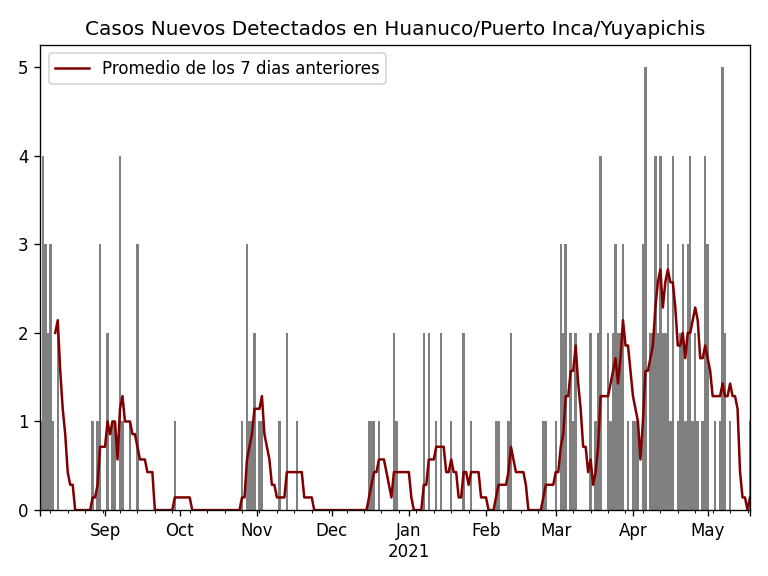 Casos Nuevos Detectados en Huanuco/Puerto Inca/Yuyapichis
Promedio de los 7 dias anteriores
5
4
3
2
1
0
Sep Oct Nov Dec Jan Feb Mar Apr May
2021